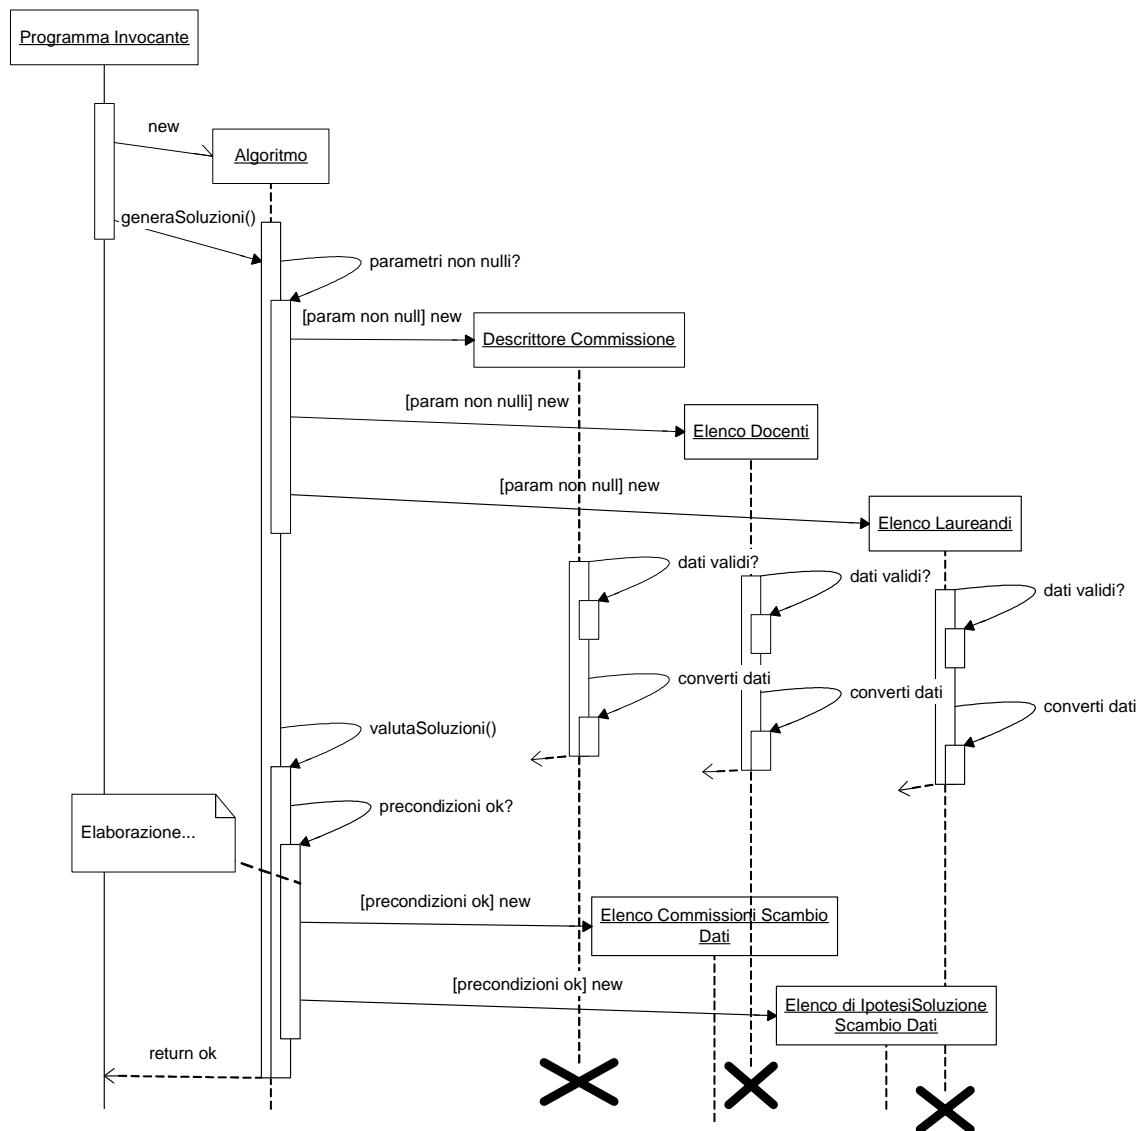 Programma Invocante
new
Algoritmo
generaSoluzioni()
parametri non nulli?
[param non null] new
Descrittore Commissione
[param non nulli] new
Elenco Docenti
[param non null] new
Elenco Laureandi
dati validi?
dati validi?
dati validi?
converti dati
converti dati
converti dati
valutaSoluzioni()
precondizioni ok?
Elaborazione...
[precondizioni ok] new
Elenco Commissioni Scambio
Dati
[precondizioni ok] new
Elenco di IpotesiSoluzione
Scambio Dati
return ok